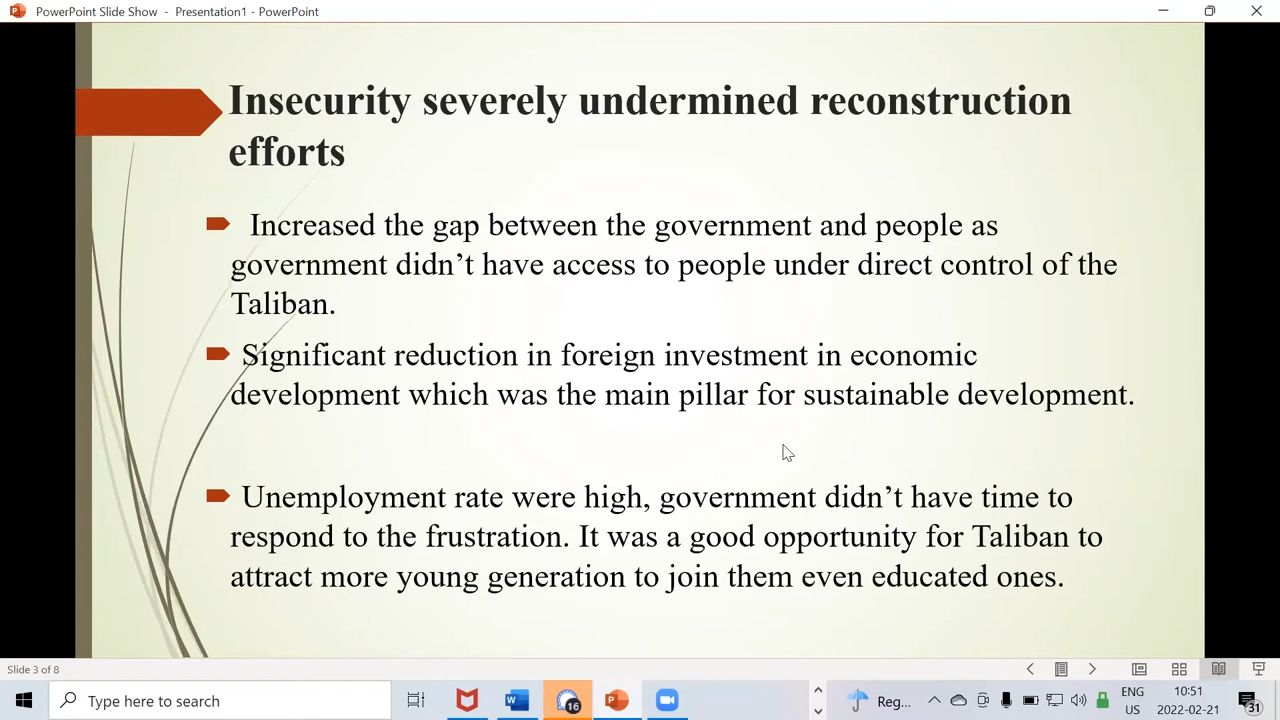 PowerPoint Slide Show - Presentation1 - PowerPoint
Insecurity severely undermined reconstruction
efforts
Increased the gap between the government and people as
government didn't have access to people under direct control of the
Taliban.
Significant reduction in foreign investment in economic
development which was the main pillar for sustainable development.
Unemployment rate were high, government didn't have time to
respond to the frustration. It was a good opportunity for Taliban to
attract more young generation to join them even educated ones.
Slide 3 of 8
Type here to search
16
Reg...
ENG
US
10:51
2022-02-21
31